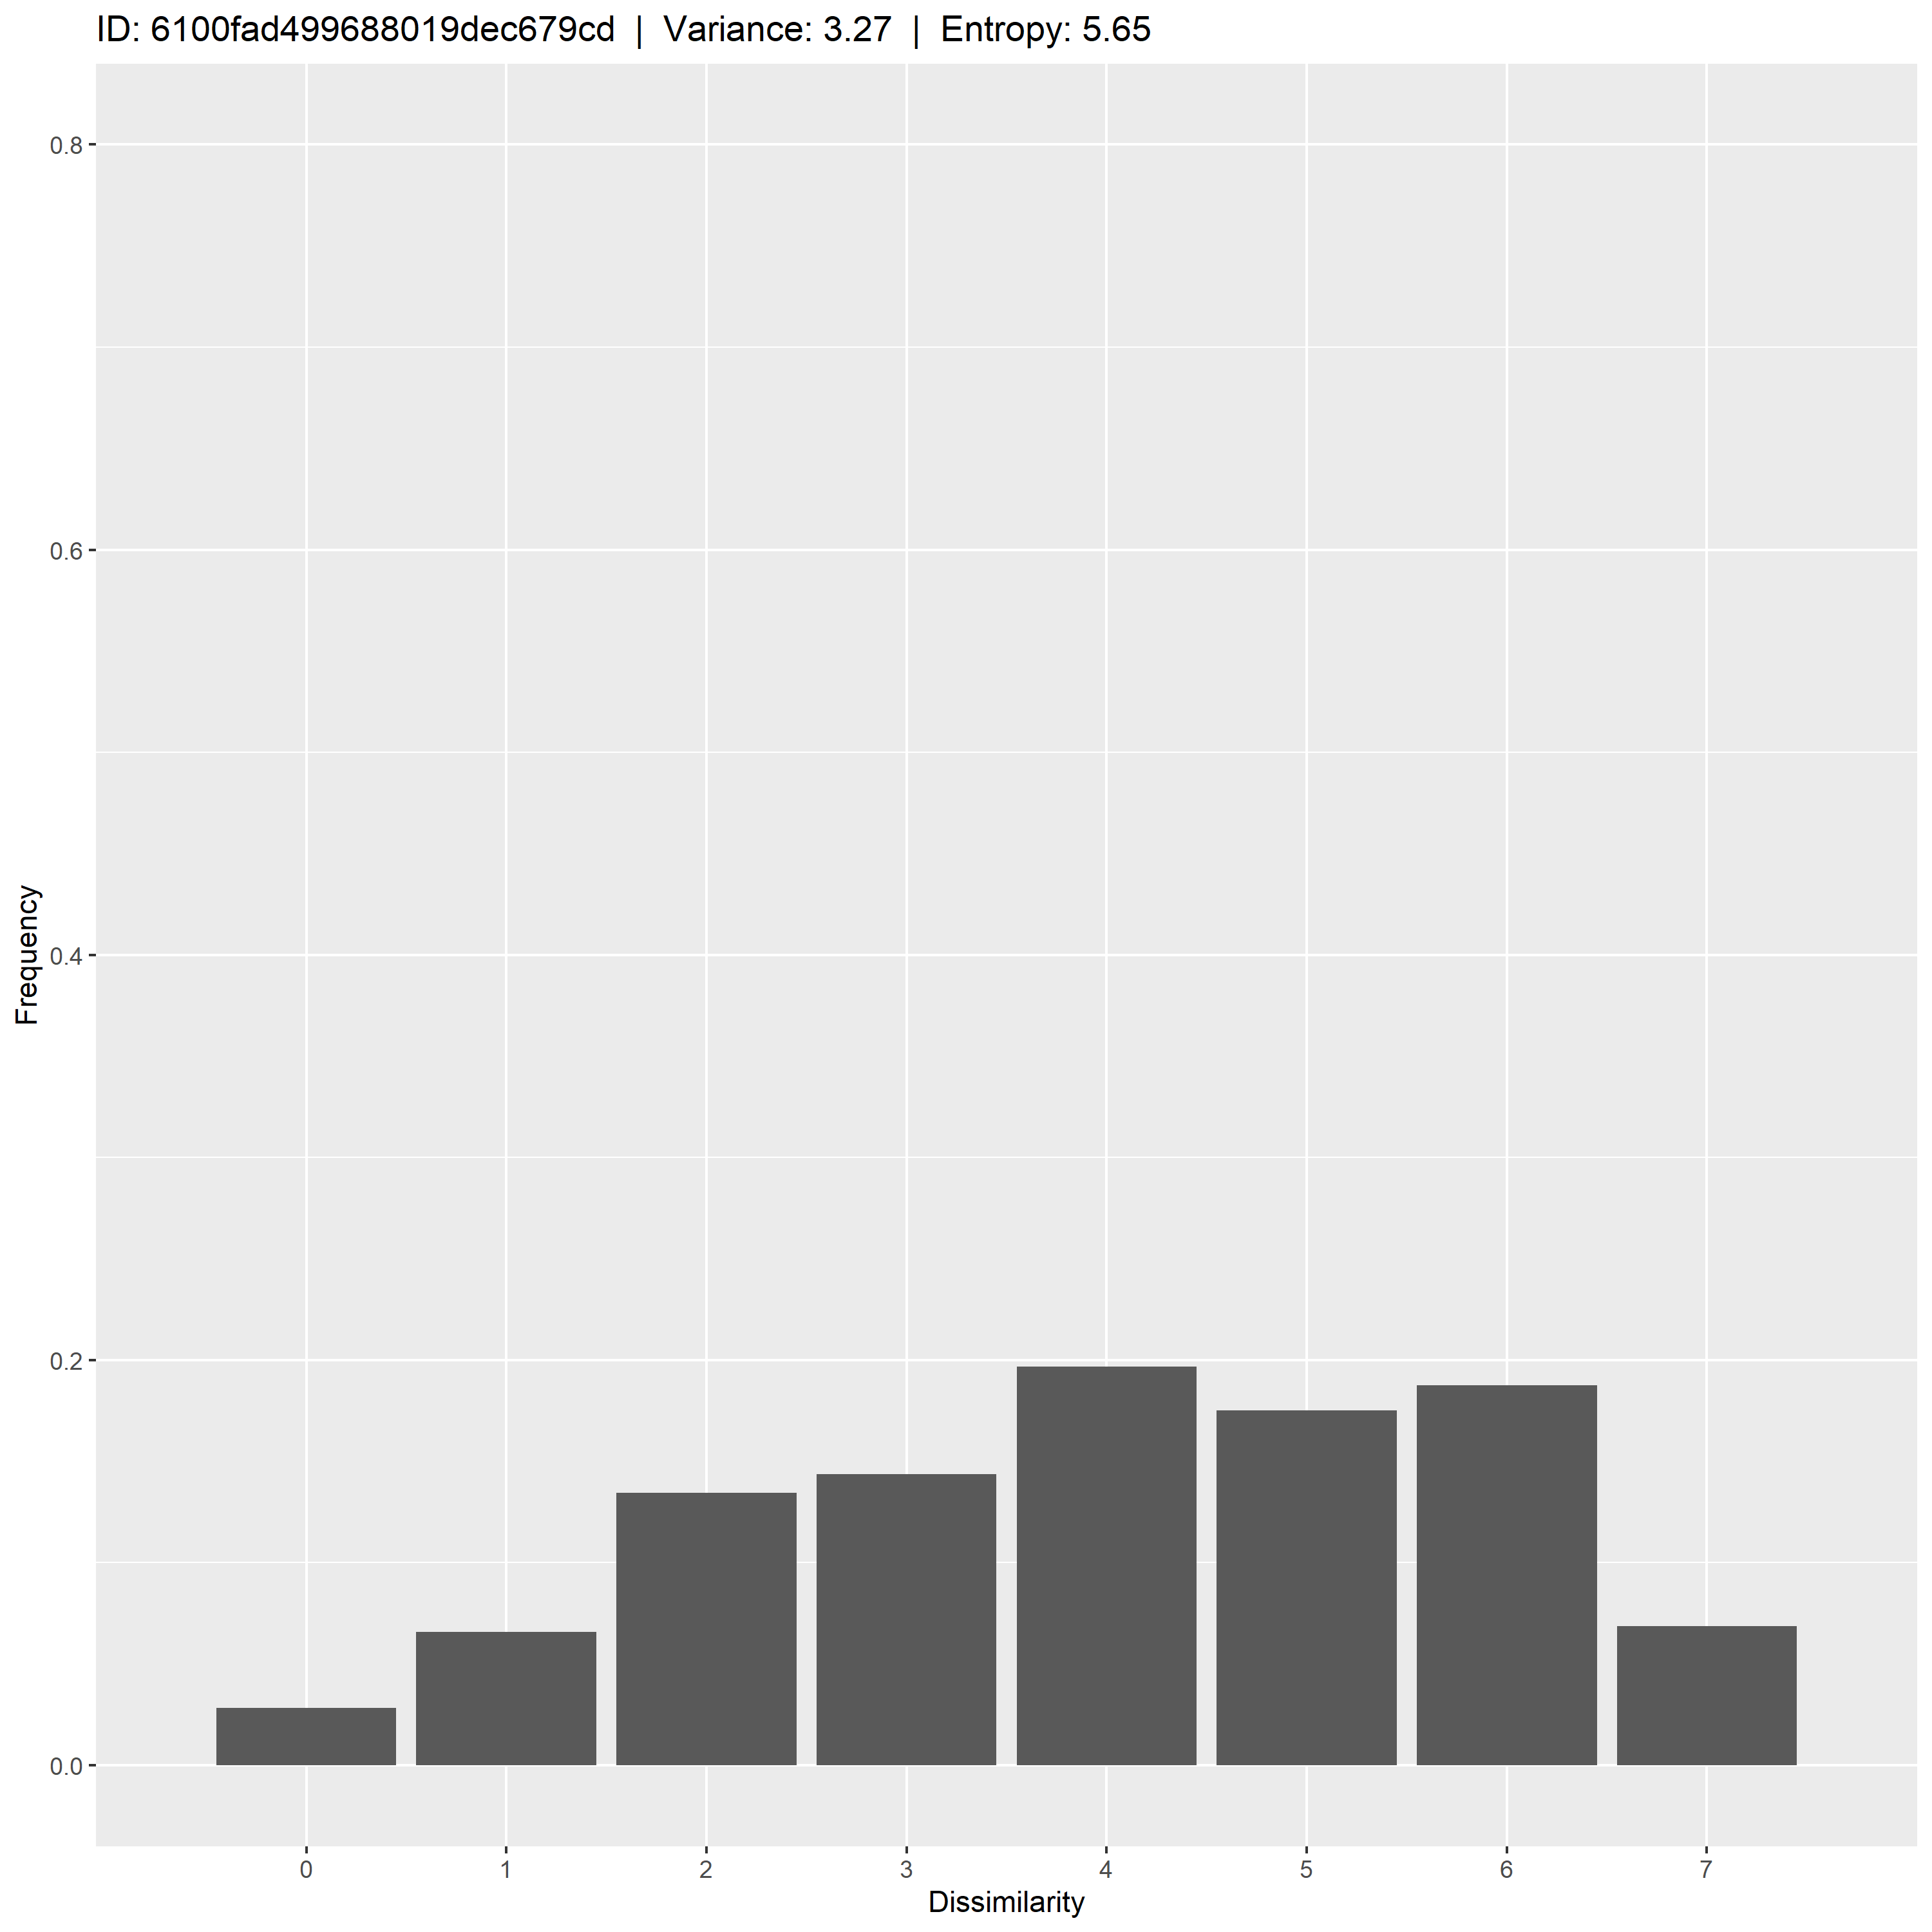 ID: 6100fad499688019dec679cd | Variance: 3.27 | Entropy: 5.65
0.8
0.6
0.4
0.2
0.0
Frequency
0 1 2 3 4 5 6 7
Dissimilarity